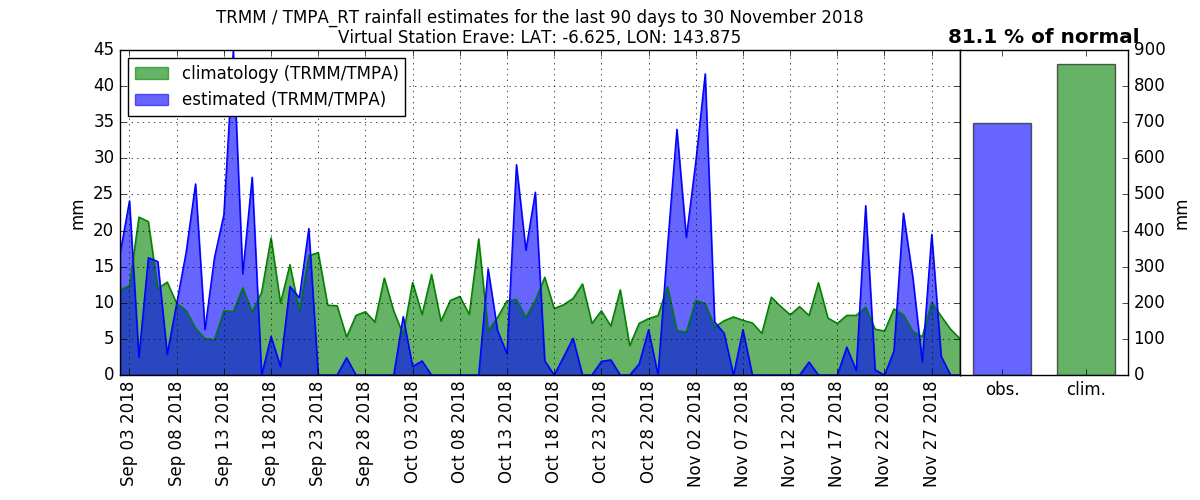 TRMM / TMPA_RT rainfall estimates for the last 90 days to 30 November 2018
Virtual Station Erave: LAT: -6.625, LON: 143.875
81.1 % of normal
climatology (TRMM/TMPA)
estimated (TRMM/TMPA)
45
40
35
30
25
20
15
10
5
0
mm
Sep 03 2018
Sep 08 2018
Sep 13 2018
Sep 18 2018
Sep 23 2018
Sep 28 2018
Oct 03 2018
Oct 08 2018
Oct 13 2018
Oct 18 2018
Oct 23 2018
Oct 28 2018
Nov 02 2018
Nov 07 2018
Nov 12 2018
Nov 17 2018
Nov 22 2018
Nov 27 2018
obs.
clim.
900
800
700
600
500
400
300
200
100
0
mm